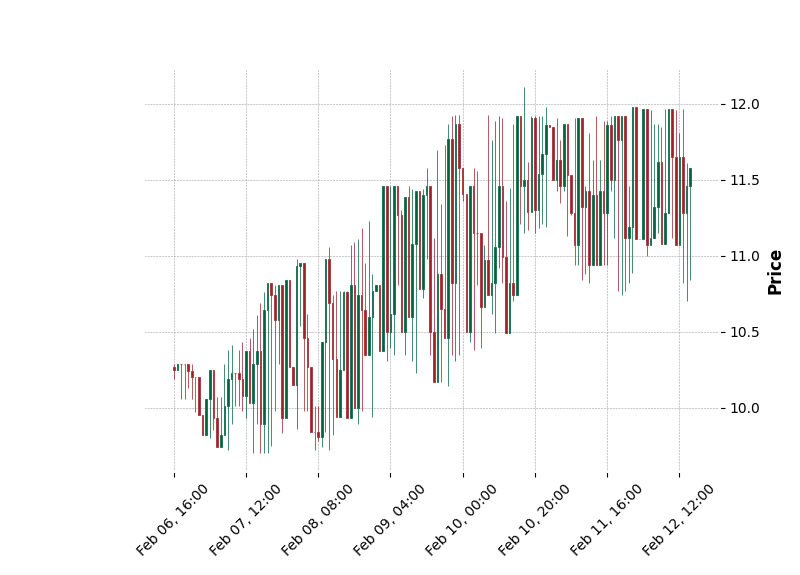 12.0
11.5
11.0
10.5
10.0
Price
Feb 06, 16:00
Feb 07, 12:00
Feb 08, 08:00
Feb 09, 04:00
Feb 10, 00:00
Feb 10, 20:00
Feb 11, 16:00
Feb 12, 12:00